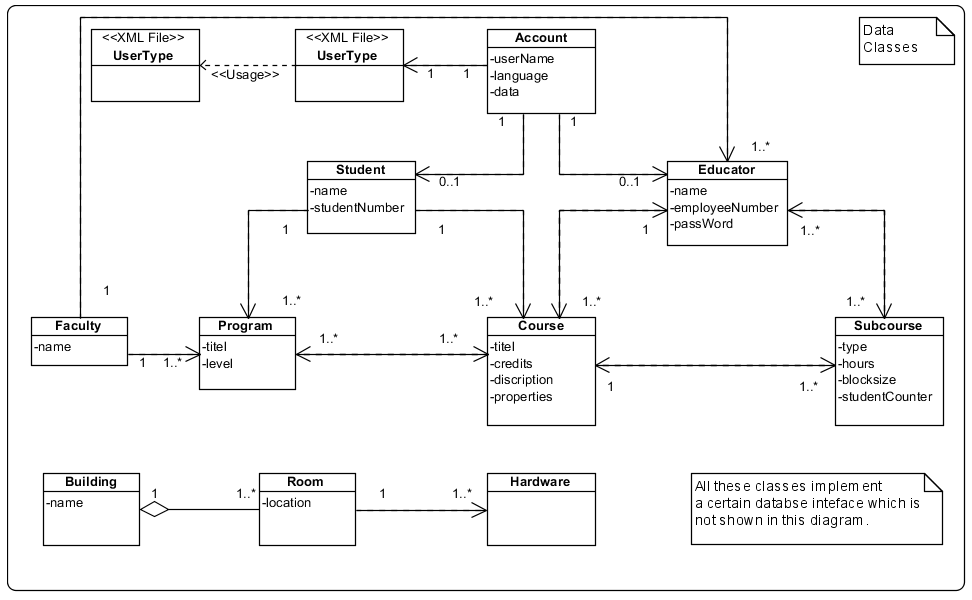 <<XML File>>
UserType
<<Usage>>
<<XML File>>
UserType
1
1
Account
-userName
-language
-data
Data
Classes
1
1
1..*
0..1
0..1
Student
-name
-studentNumber
Educator
-name
-employeeNumber
-passWord
1
1
1
1..*
1
1..*
1..*
1..*
1..*
Faculty
-name
1
1..*
Program
-titel
-level
1..*
1..*
Course
-titel
-credits
-discription
-properties
1
1..*
Subcourse
-type
-hours
-blocksize
-studentCounter
Building
-name
1
1..*
Room
-location
1
1..*
Hardware
All these classes implement
a certain databse inteface which is
not shown in this diagram.